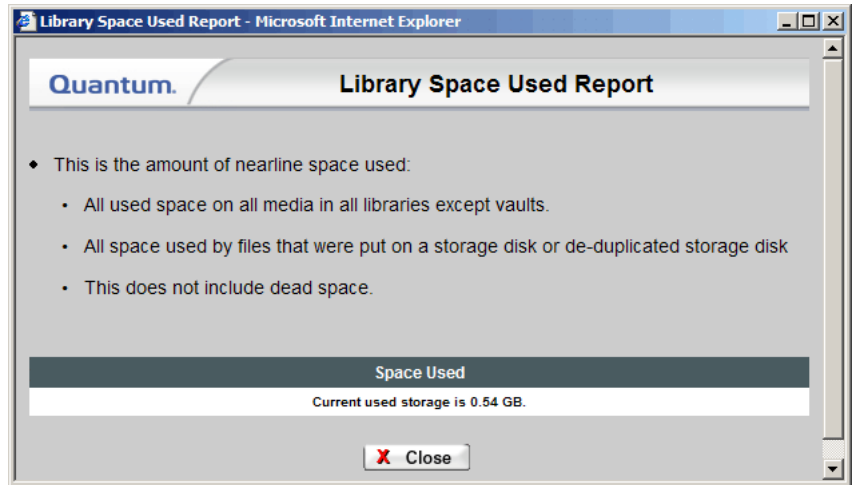 Library Space Used Report - Microsoft Internet Explorer
Quantum.
Library Space Used Report
This is the amount of nearline space used:
All used space on all media in all libraries except vaults.
All space used by files that were put on a storage disk or de-duplicated storage disk
This does not include dead space.
Space Used
Current used storage is 0.54 GB.
X Close